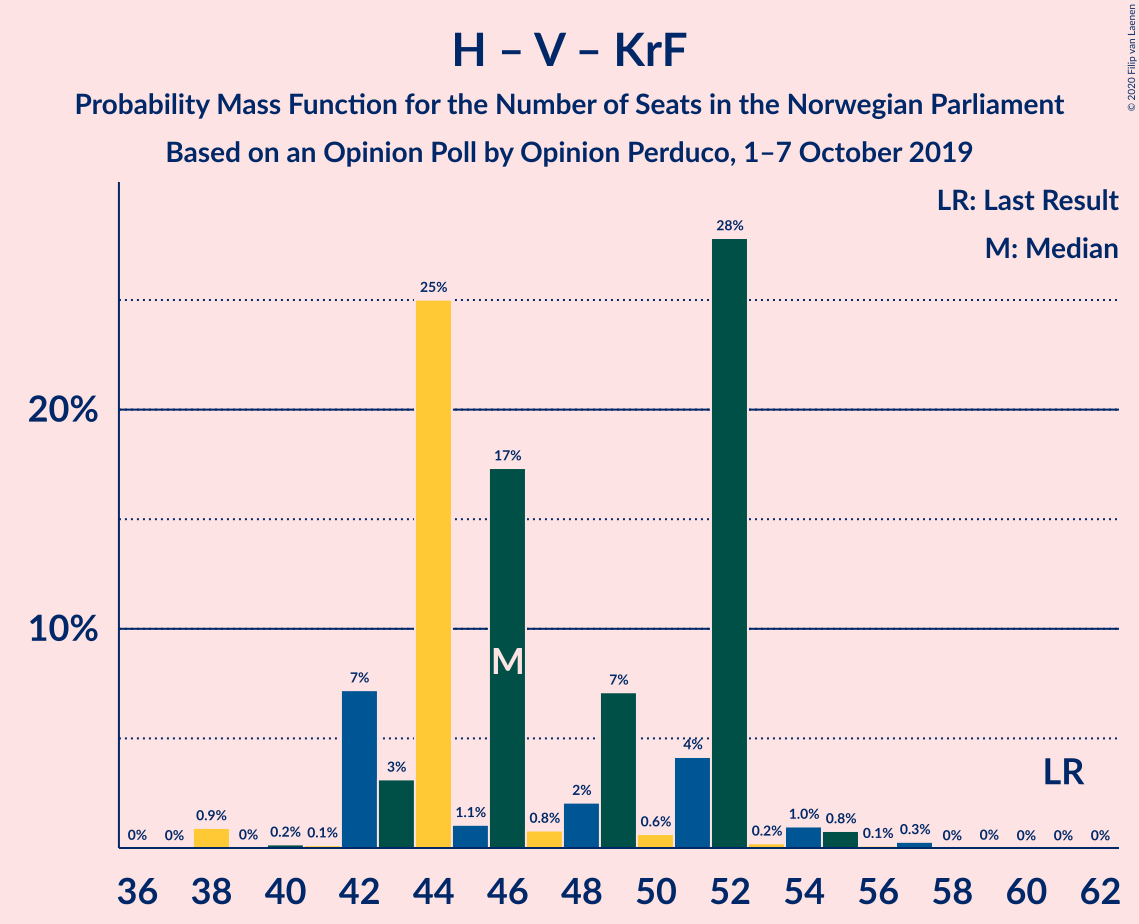 H – V – KrF
Probability Mass Function for the Number of Seats in the Norwegian Parliament
Based on an Opinion Poll by Opinion Perduco, 1–7 October 2019
© 2020 Filip van Laenen
LR: Last Result
M: Median
28%
25%
20%
17%
10%
M
7%
7%
4%
3%
LR
2%
0% 0% 0.9% 0% 0.2% 0.1% 1.1% 0.8% 0.6% 0.2% 1.0% 0.8% 0.1% 0.3% 0% 0% 0% 0% 0%
36 38 40 42 44 46 48 50 52 54 56 58 60 62